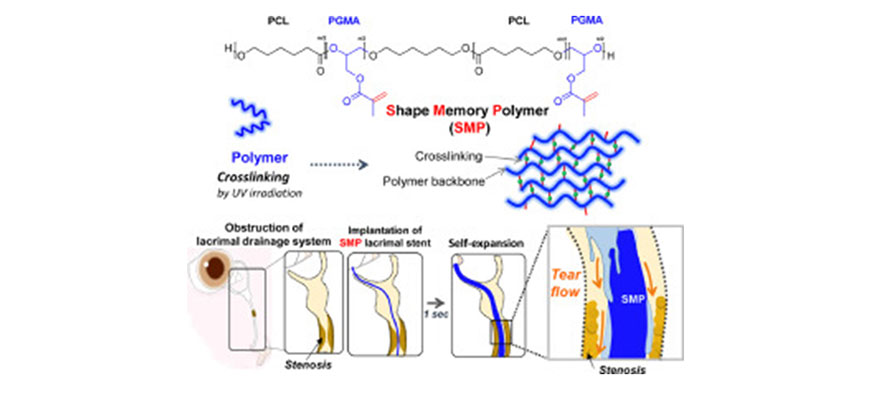 PCL PGMA PCL PGMA
H O O O O O O O O H
O O O O
O O
Shape Memory Polymer
(SMP)
Polymer
Crosslinking
by UV irradiation
Crosslinking
Polymer backbone
Obstruction of
lacrimal drainage system
Implantation of
SMP lacrimal stent
Self-expansion
1 sec
Tear
flow
SMP
Stenosis
Stenosis